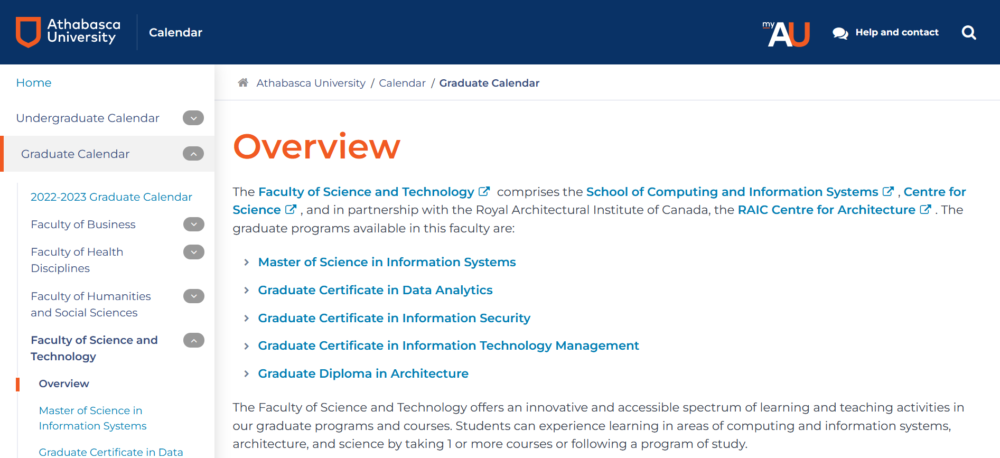 Athabasca
University
Calendar
myAU
Help and contact
Home
Undergraduate Calendar
Graduate Calendar
2022-2023 Graduate Calendar
Faculty of Business
Faculty of Health
Disciplines
Faculty of Humanities
and Social Sciences
Faculty of Science and
Technology
Overview
Master of Science in
Information Systems
Graduate Certificate in Data
Athabasca University / Calendar / Graduate Calendar
Overview
The Faculty of Science and Technology comprises the School of Computing and Information Systems , Centre for
Science , and in partnership with the Royal Architectural Institute of Canada, the RAIC Centre for Architecture . The
graduate programs available in this faculty are:
Master of Science in Information Systems
Graduate Certificate in Data Analytics
Graduate Certificate in Information Security
Graduate Certificate in Information Technology Management
Graduate Diploma in Architecture
The Faculty of Science and Technology offers an innovative and accessible spectrum of learning and teaching activities in
our graduate programs and courses. Students can experience learning in areas of computing and information systems,
architecture, and science by taking 1 or more courses or following a program of study.